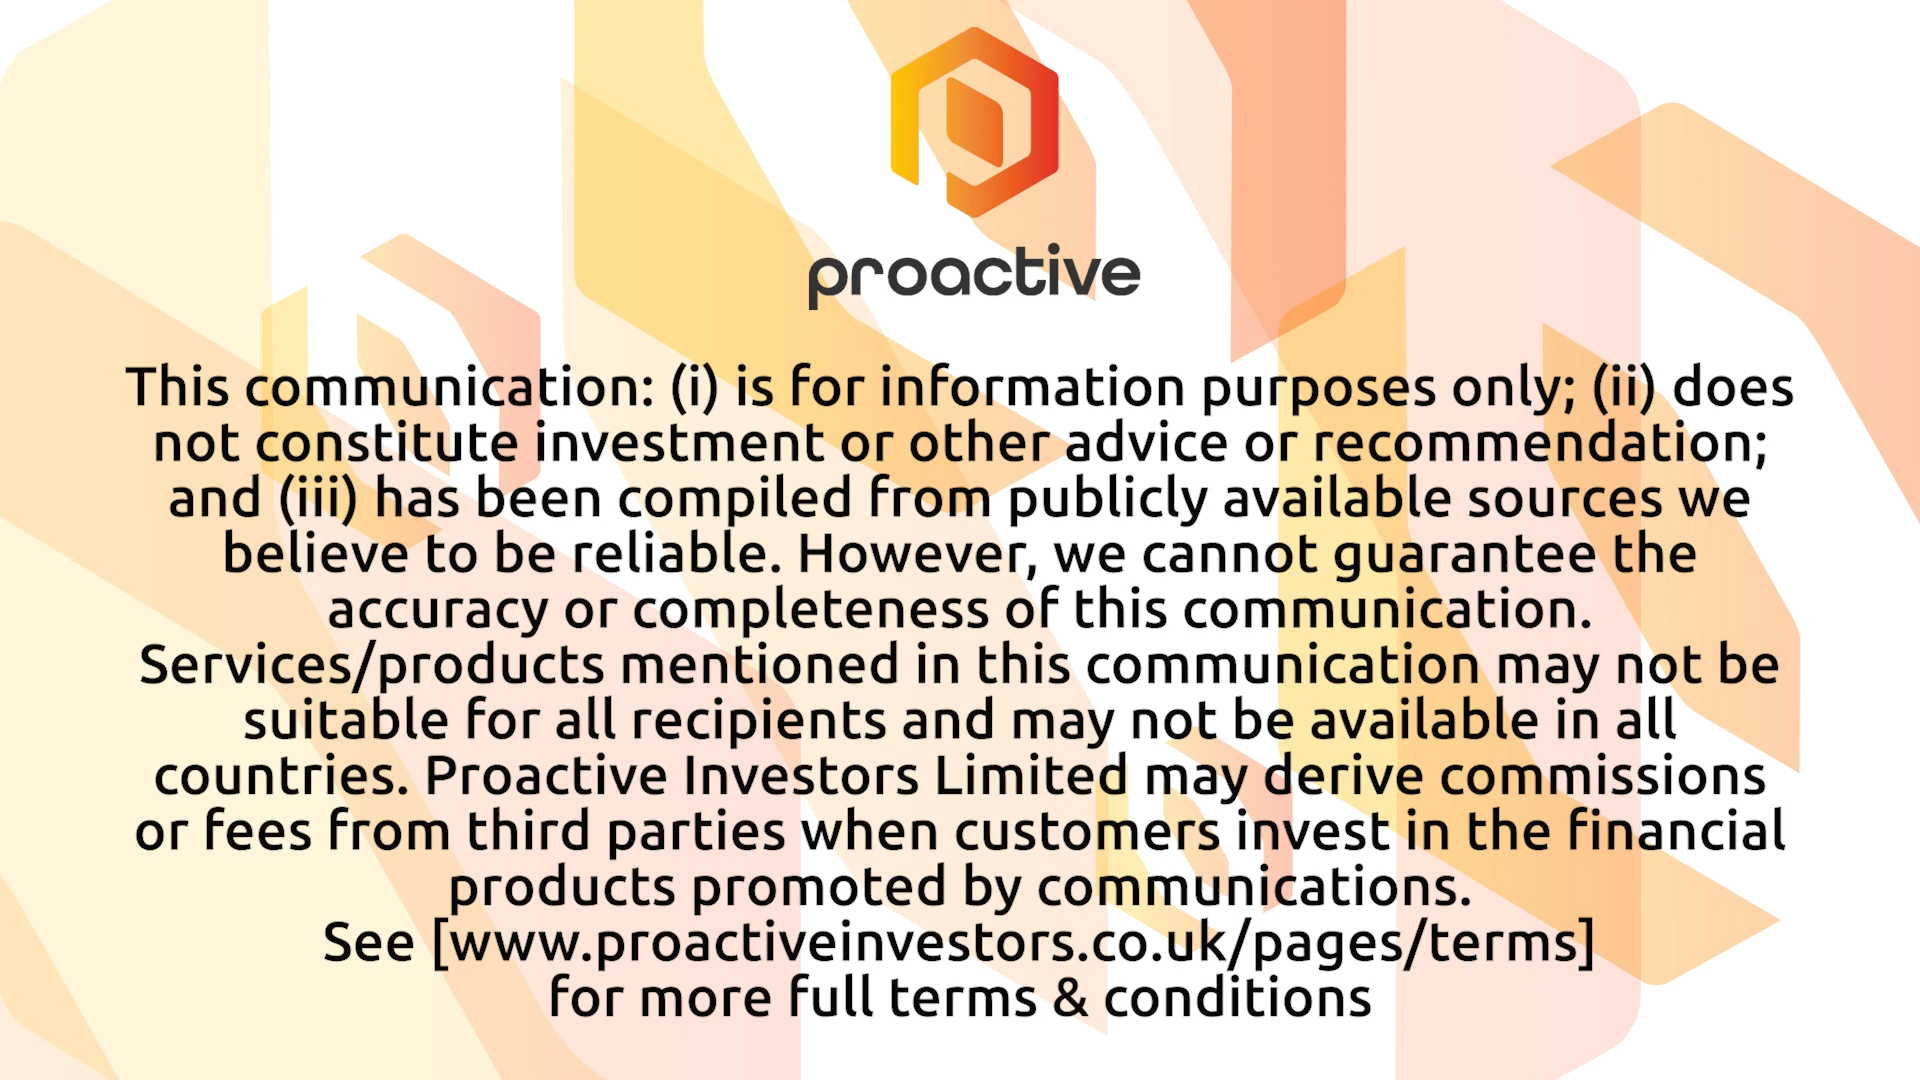 proactive
This communication: (i) is for information purposes only; (ii) does
not constitute investment or other advice or recommendation;
and (iii) has been compiled from publicly available sources we
believe to be reliable. However, we cannot guarantee the
accuracy or completeness of this communication.
Services/products mentioned in this communication may not be
suitable for all recipients and may not be available in all
countries. Proactive Investors Limited may derive commissions
or fees from third parties when customers invest in the financial
products promoted by communications.
See [www.proactiveinvestors.co.uk/pages/terms]
for more full terms & conditions